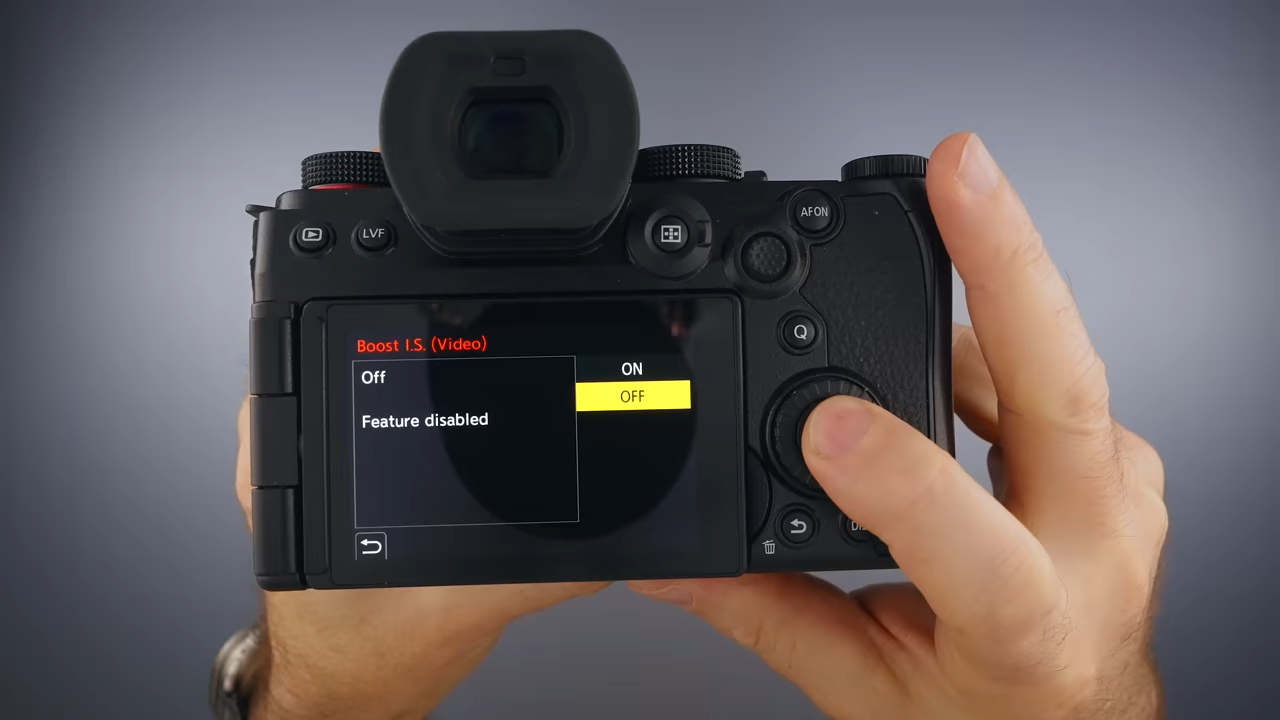 LVF
AFON
Q
Boost I.S. (Video)
Off
ON
OFF
Feature disabled